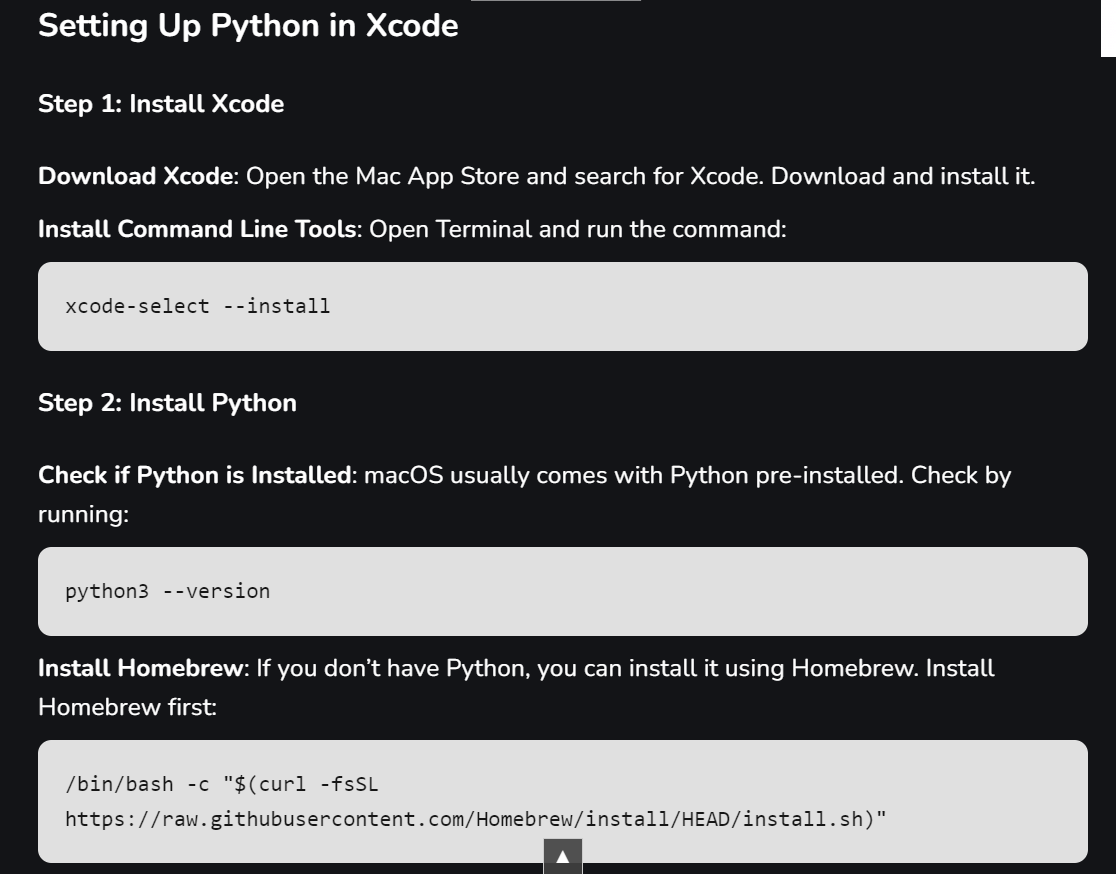 Setting Up Python in Xcode
Step 1: Install Xcode
Download Xcode: Open the Mac App Store and search for Xcode. Download and install it.
Install Command Line Tools: Open Terminal and run the command:
xcode-select --install
Step 2: Install Python
Check if Python is Installed: macOS usually comes with Python pre-installed. Check by
running:
python3 --version
Install Homebrew: If you don’t have Python, you can install it using Homebrew. Install
Homebrew first:
/bin/bash -c "$(curl -fsSL
https://raw.githubusercontent.com/Homebrew/install/HEAD/install.sh)"